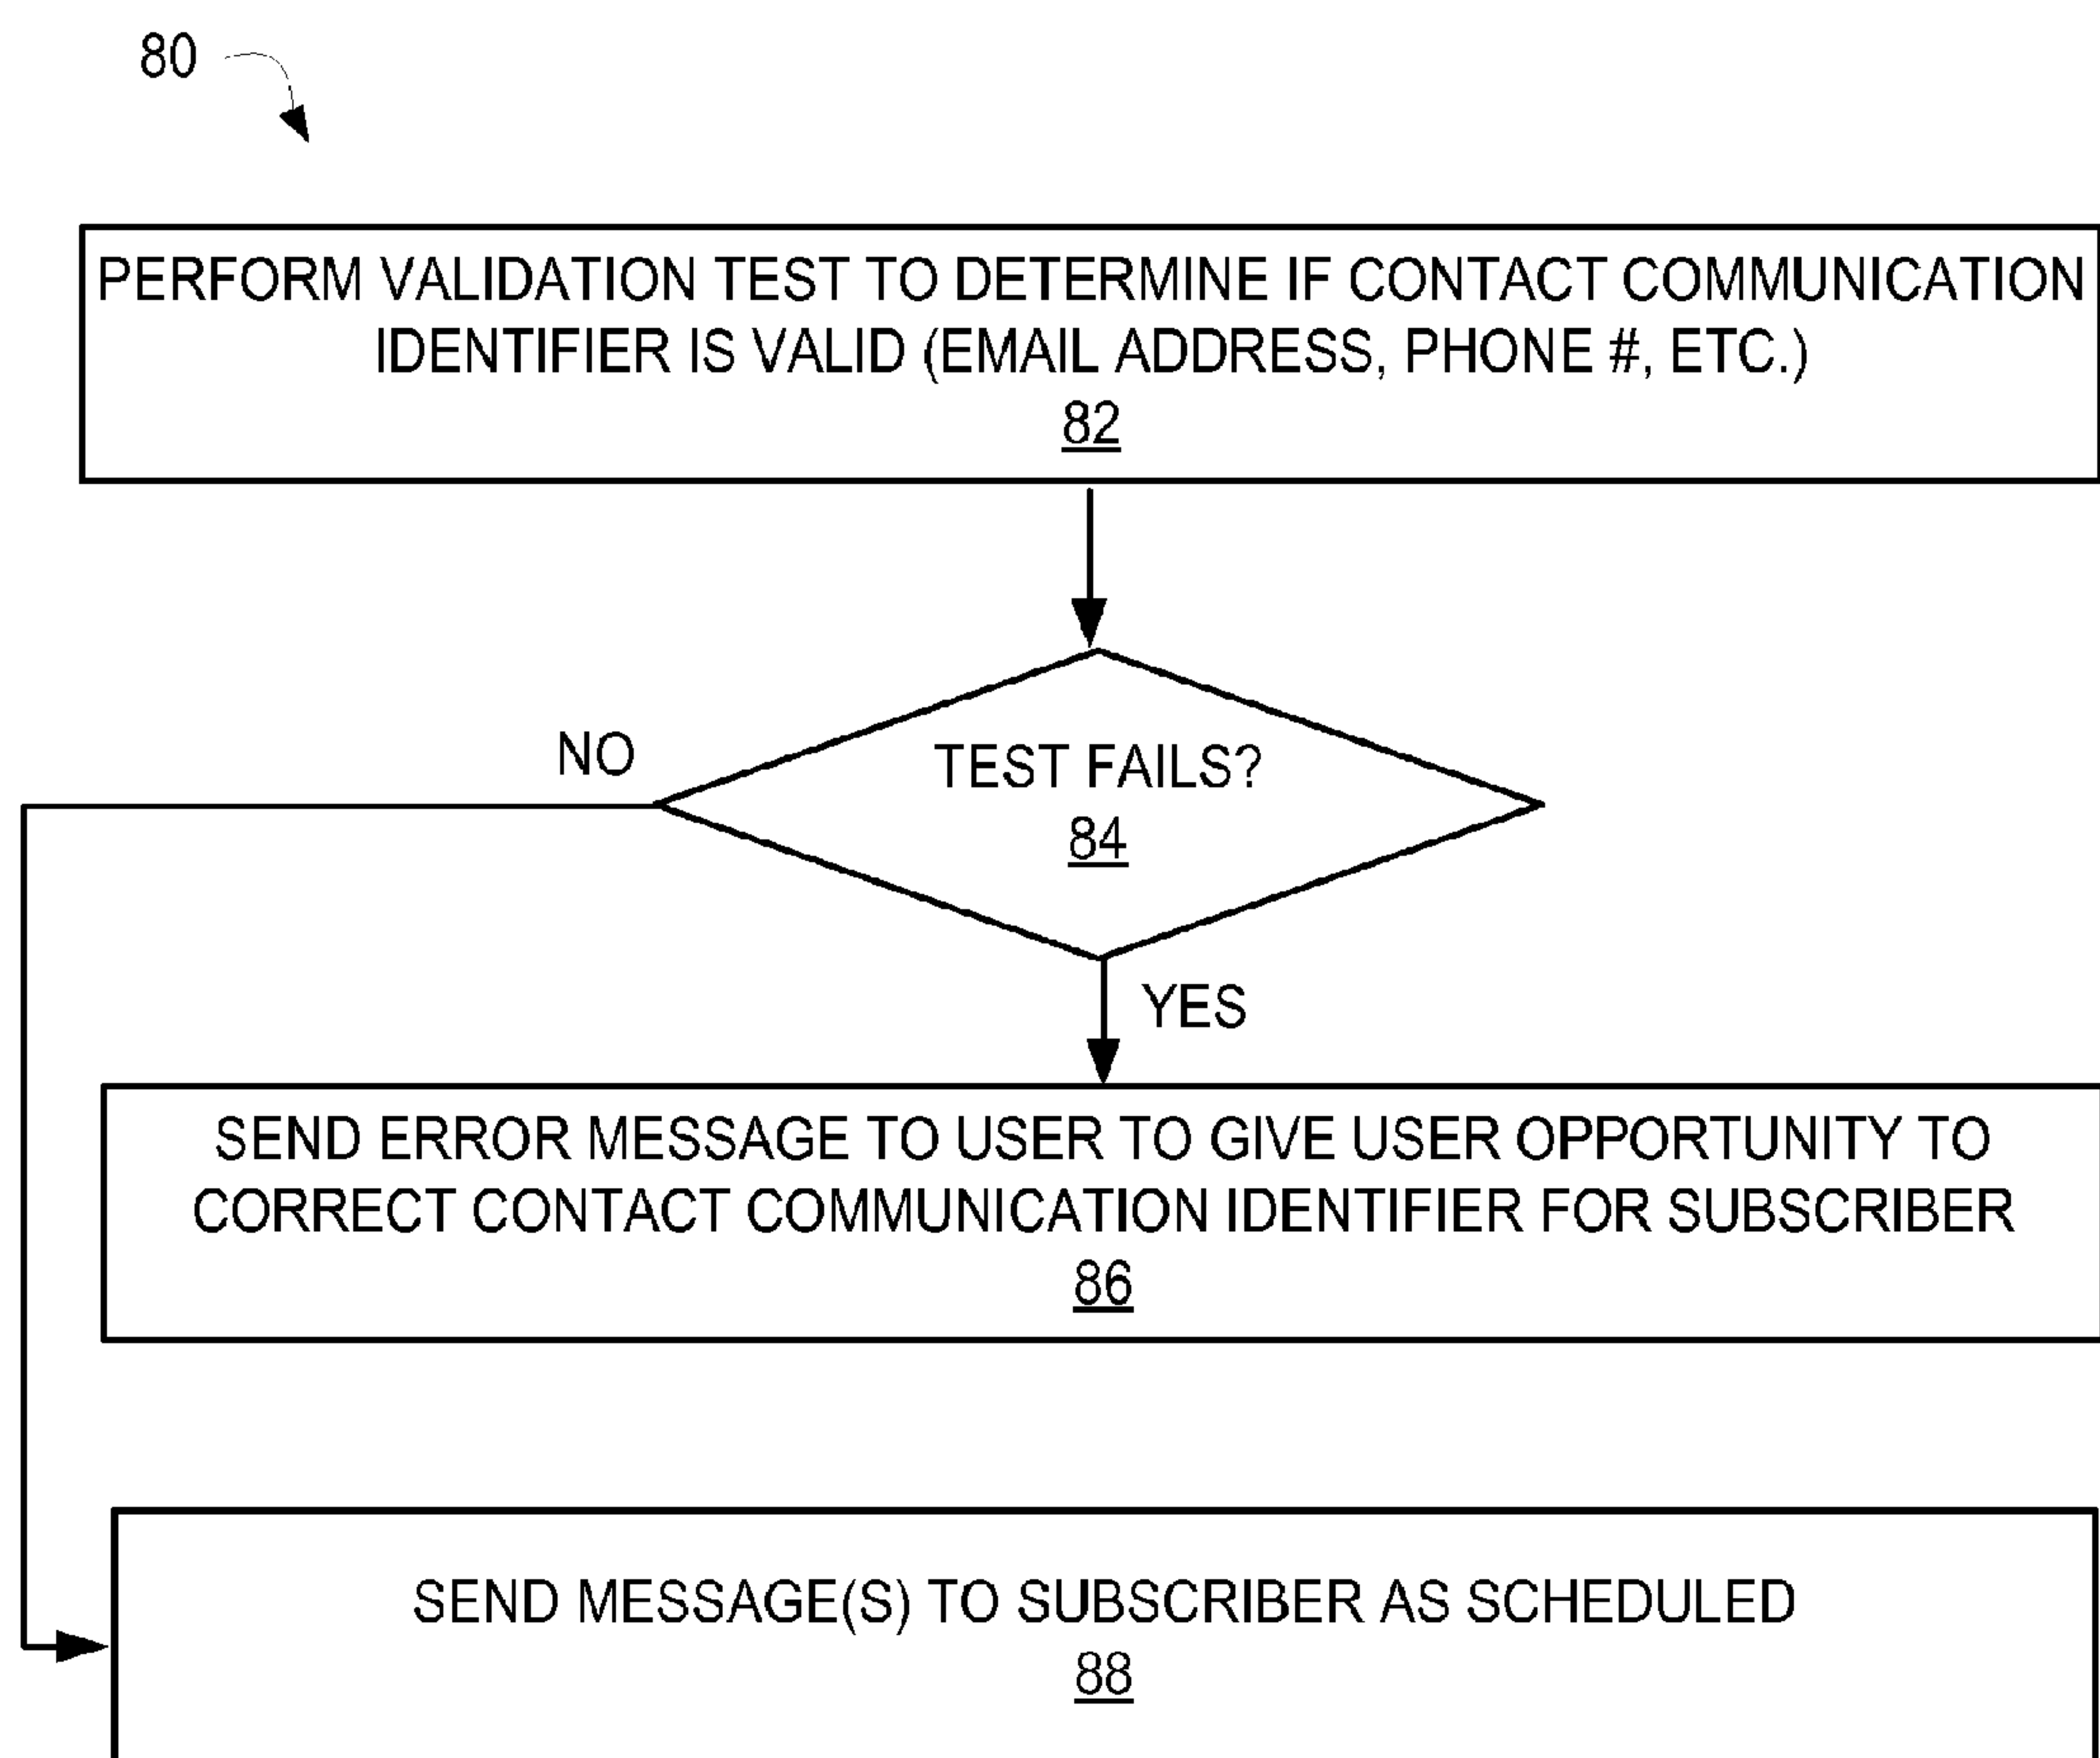 80
PERFORM VALIDATION TEST TO DETERMINE IF CONTACT COMMUNICATION
IDENTIFIER IS VALID (EMAIL ADDRESS, PHONE #, ETC.)
82
NO
TEST FAILS?
84
YES
SEND ERROR MESSAGE TO USER TO GIVE USER OPPORTUNITY TO
CORRECT CONTACT COMMUNICATION IDENTIFIER FOR SUBSCRIBER
86
SEND MESSAGE(S) TO SUBSCRIBER AS SCHEDULED
88